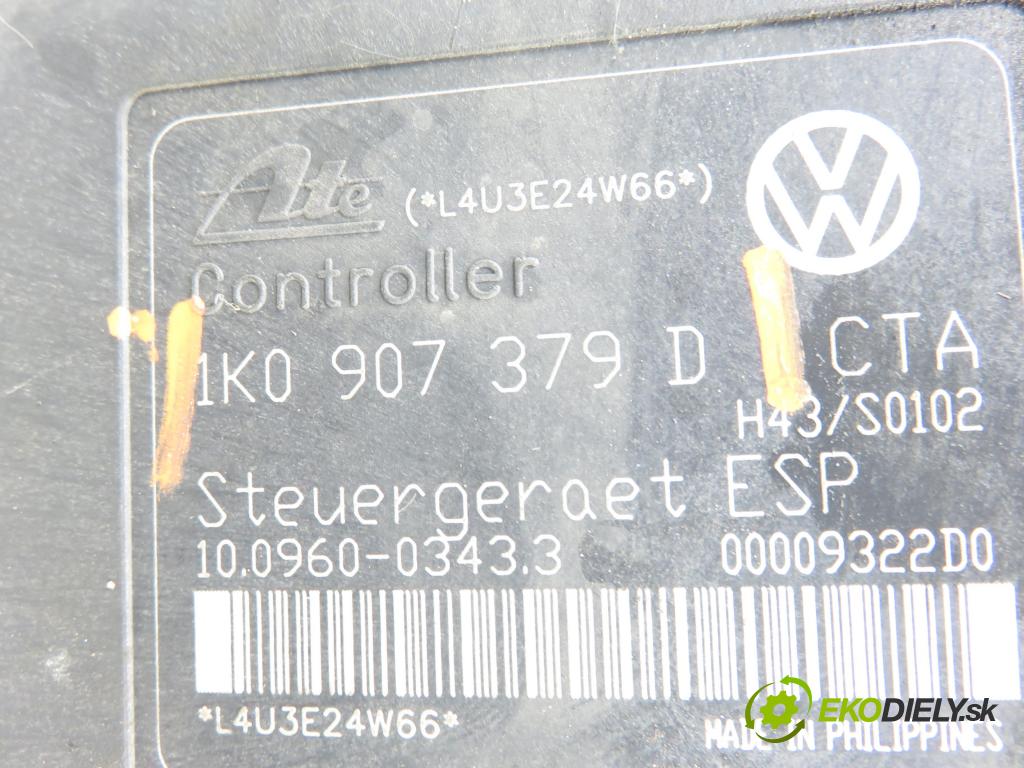 Ate (*L4U3E24W66*)
Controller
1K0 907 379 D CTA
H43/S0102
Steuergeraet ESP
10.0960-0343.3 00009322D0
*L4U3E24W66*
MADE IN PHILIPPINES
EKODIELY.sk